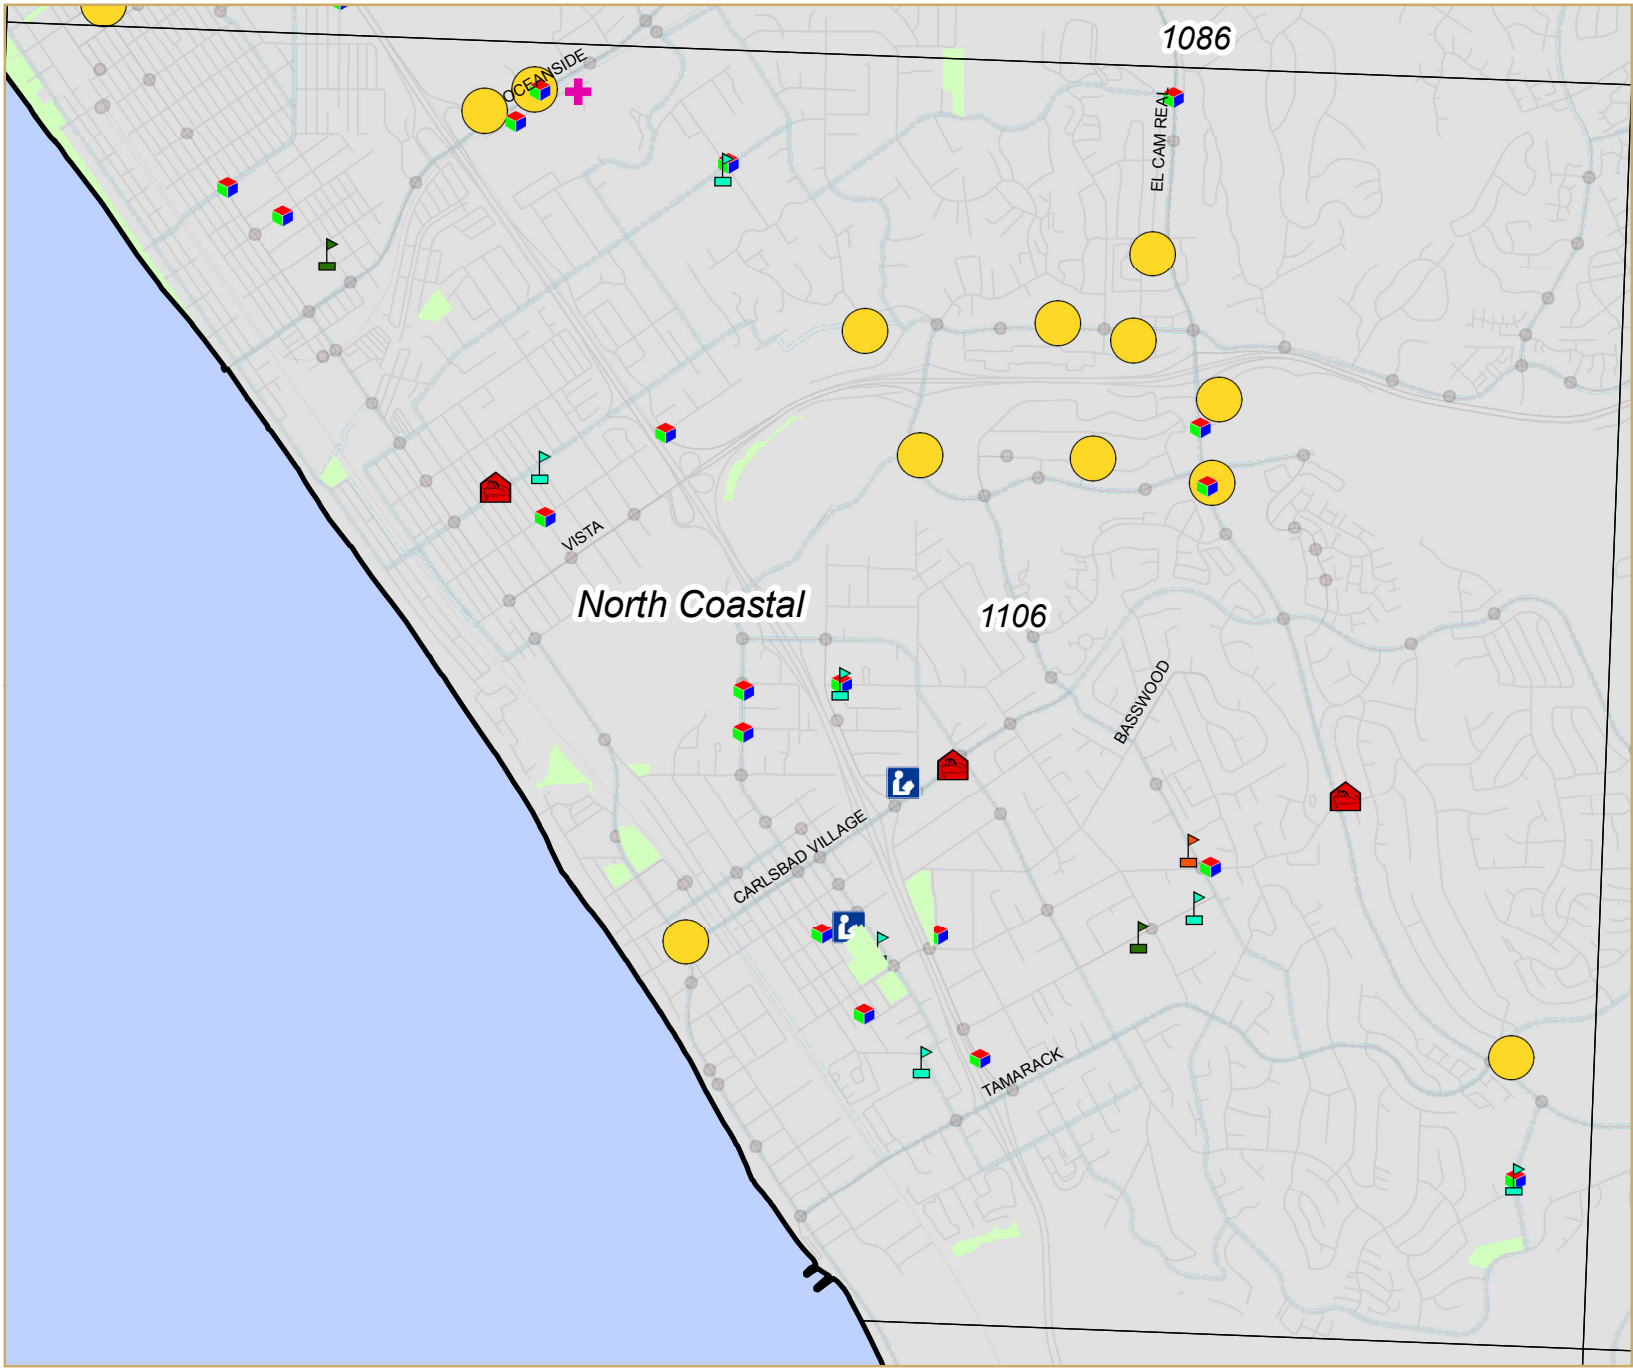 1086
OCEANSIDE
EL CAM REAL
VISTA
North Coastal
1106
BASSWOOD
CARLSBAD VILLAGE
TAMARACK